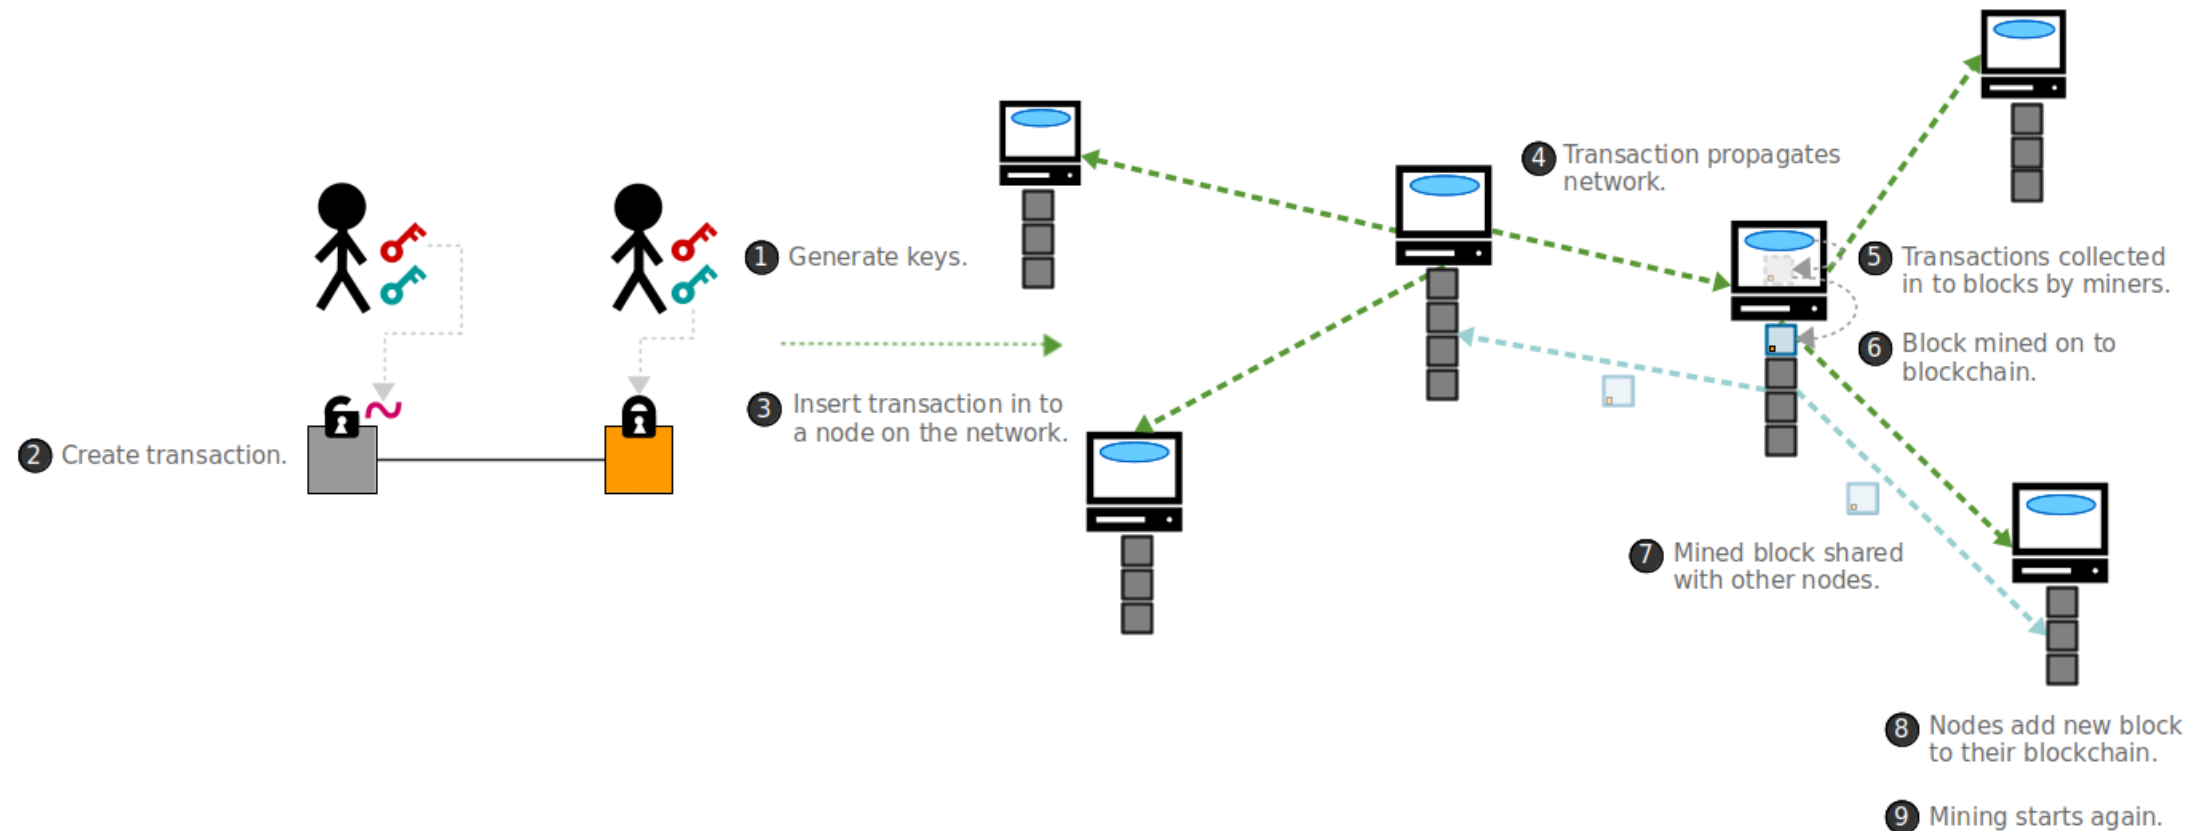 1 Generate keys.
2 Create transaction.
3 Insert transaction in to
a node on the network.
4 Transaction propagates
network.
5 Transactions collected
in to blocks by miners.
6 Block mined on to
blockchain.
7 Mined block shared
with other nodes.
8 Nodes add new block
to their blockchain.
9 Mining starts again.